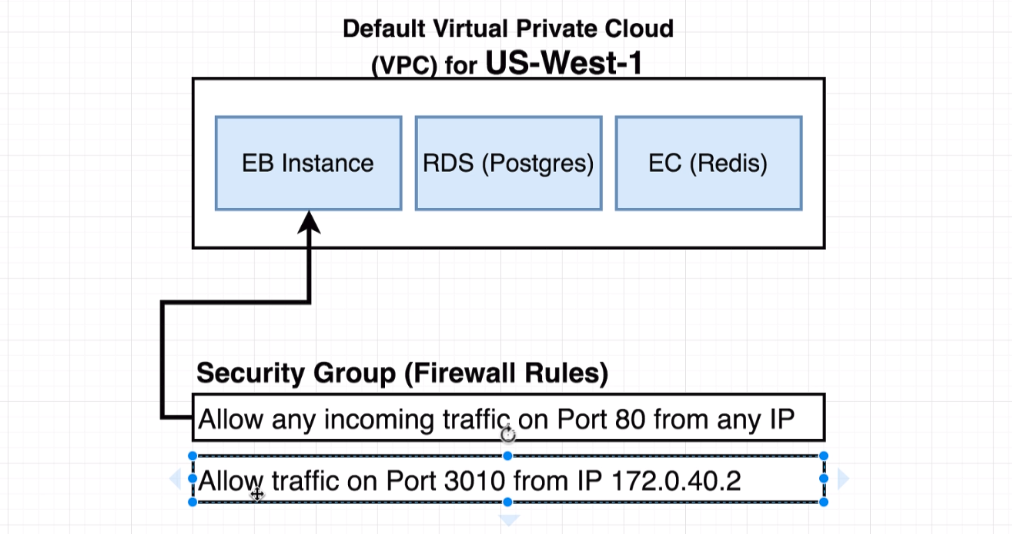 Default Virtual Private Cloud
(VPC) for US-West-1
EB Instance
RDS (Postgres)
EC (Redis)
Security Group (Firewall Rules)
Allow any incoming traffic on Port 80 from any IP
Allow traffic on Port 3010 from IP 172.0.40.2